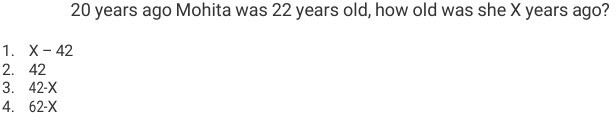 20 years ago Mohita was 22 years old, how old was she X years ago?
1. X – 42
2. 42
3. 42-X
4. 62-X